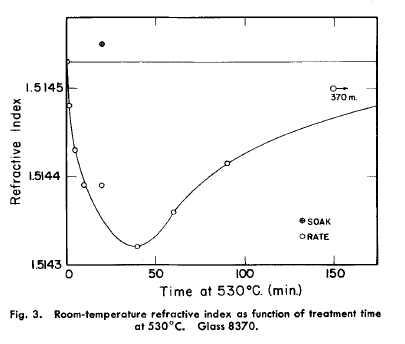 Refractive Index
1.5145
1.5144
1.5143
370 m.
SOAK
RATE
0
50
100
150
Time at 530°C. (min.)
Fig. 3. Room-temperature refractive index as function of treatment time
at 530°C. Glass 8370.